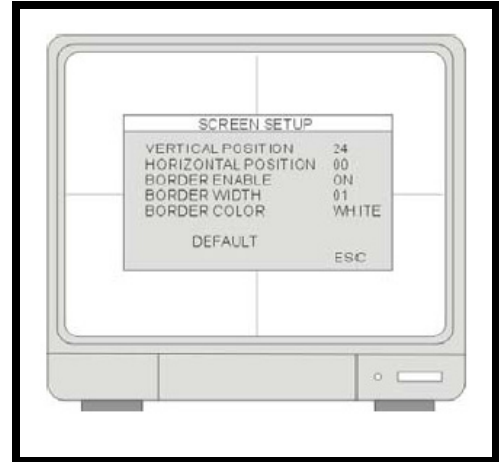 SCREEN SETUP
VERTICAL POSITION 24
HORIZONTAL POSITION 00
BORDER ENABLE ON
BORDER WIDTH 01
BORDER COLOR WHITE
DEFAULT
ESC